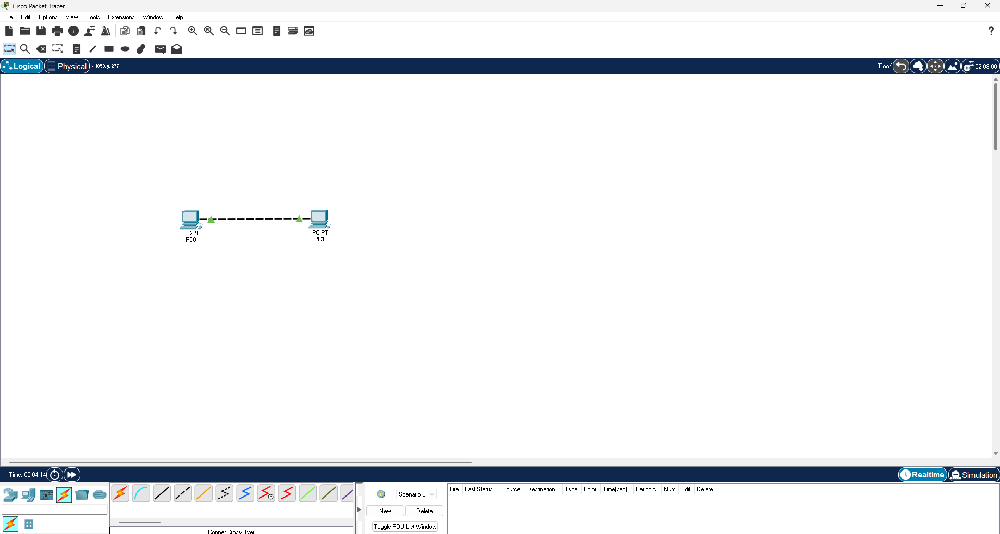 Cisco Packet Tracer
File Edit Options View Tools Extensions Window Help
?
Logical Physical x: 1858, y: 277 [Root] 02:08:00
PC-PT
PC0
PC-PT
PC1
Time: 00:04:14 Realtime Simulation
Scenario 0
New Delete
Toggle PDU List Window
Fire Last Status Source Destination Type Color Time(sec) Periodic Num Edit Delete
Copper Cross-Over